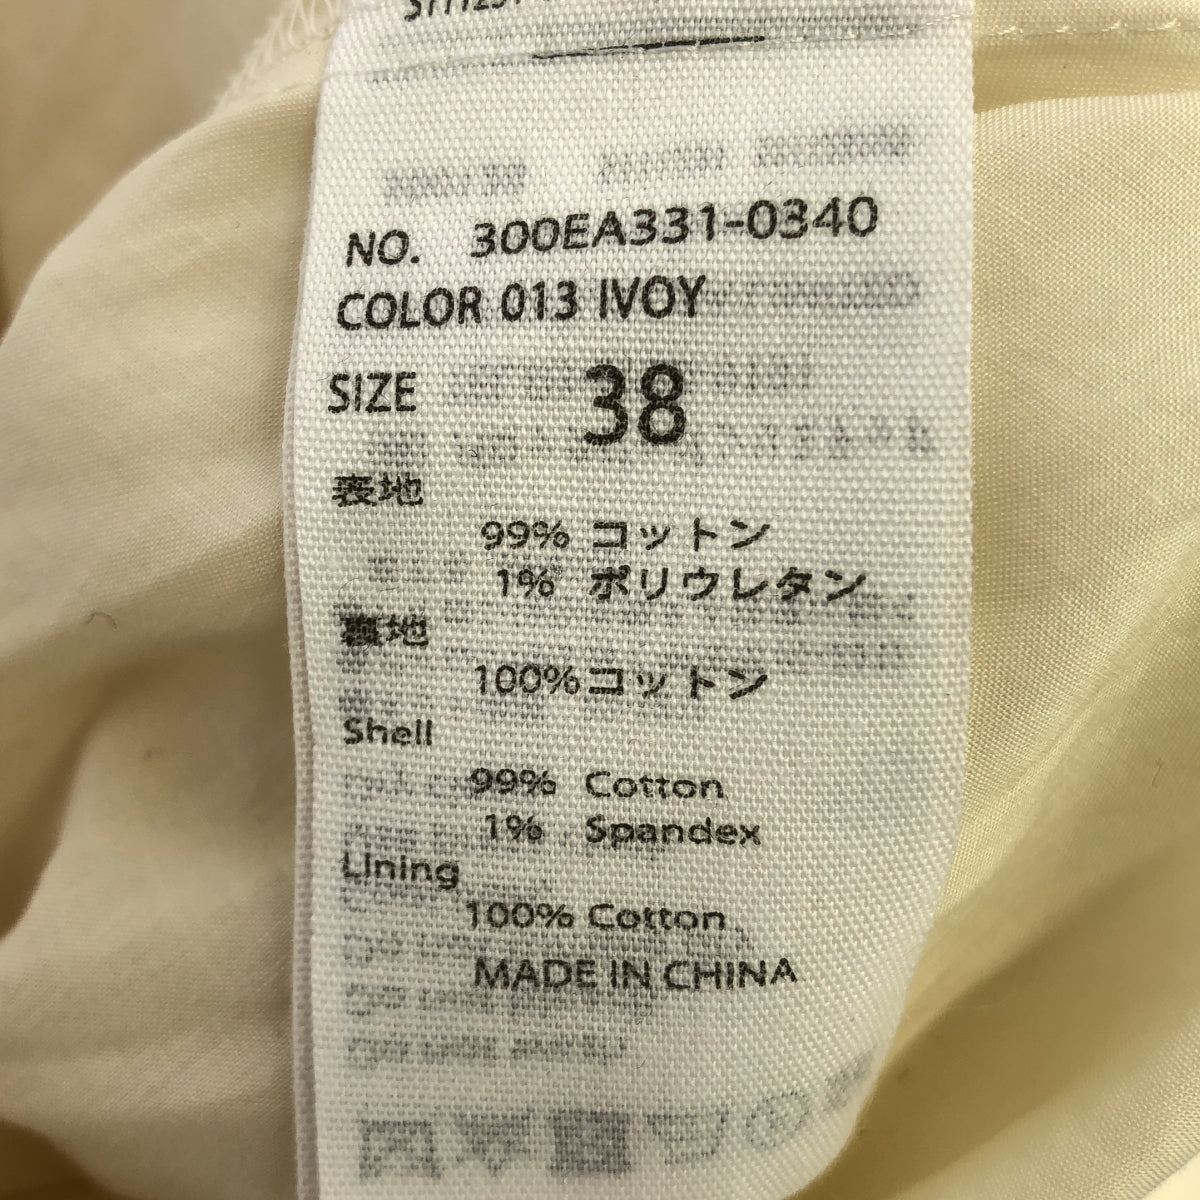 NO. 300EA331-0340
COLOR 013 IVOY
SIZE 38
表地
99% コットン
1% ポリウレタン
裏地
100% コットン
Shell
99% Cotton
1% Spandex
Lining
100% Cotton
MADE IN CHINA